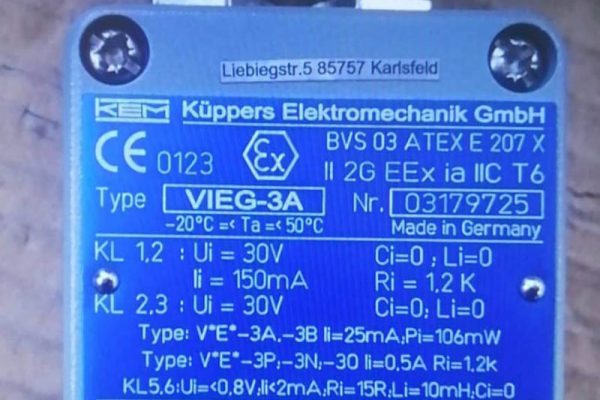 Liebiegstr.5 85757 Karlsfeld
KEM Küppers Elektromechanik GmbH
CE 0123 Ex BVS 03 ATEX E 207 X
II 2G EEx ia IIC T6
Type VIEG-3A Nr. 03179725
-20°C =< Ta =< 50°C Made in Germany
KL 1,2 : Ui = 30V Ci=0 ; Li=0
Ii = 150mA Ri = 1,2 K
KL 2,3 : Ui = 30V Ci=0; Li=0
Type: V*E*-3A,-3B Ii=25mA;Pi=106mW
Type: V*E*-3P;-3N,-30 Ii=0.5A Ri=1.2k
KL5,6:Ui=<0,8V;Ii<2mA;Ri=15R;Li=10mH;Ci=0